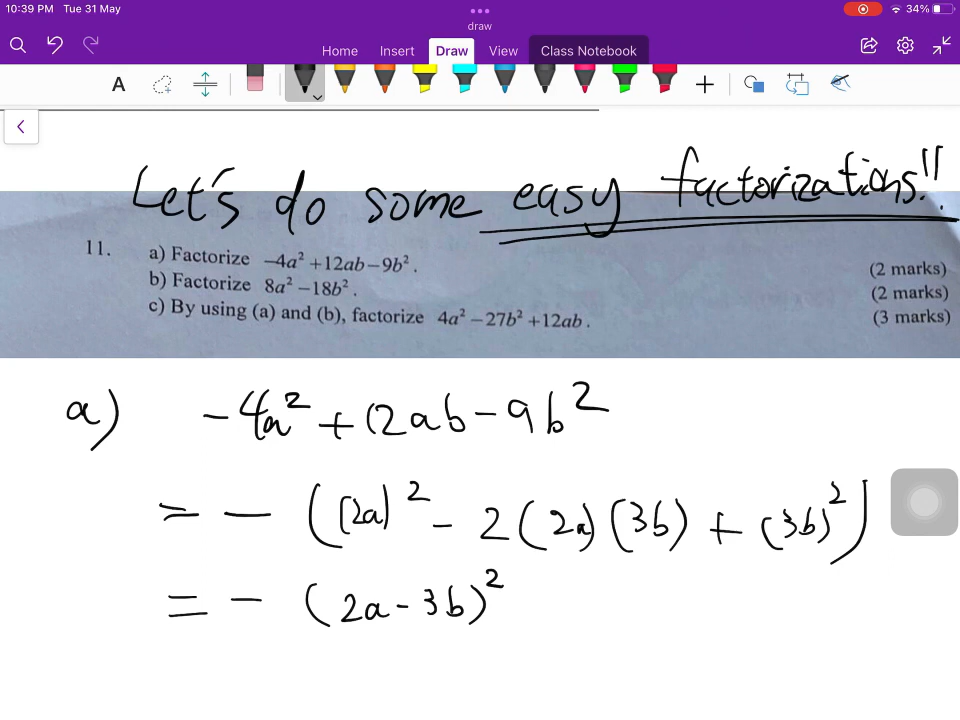 10:39 PM Tue 31 May
34%
draw
Home Insert Draw View Class Notebook
A
Let's do some easy factorizations!!
11. a) Factorize -4a² +12ab-9b². (2 marks)
b) Factorize 8a² -18b². (2 marks)
c) By using (a) and (b), factorize 4a² -27b² +12ab. (3 marks)
a) -4a² + 12ab - 9b²
= - ((2a)² - 2(2a)(3b) + (3b)²)
= - (2a - 3b)²